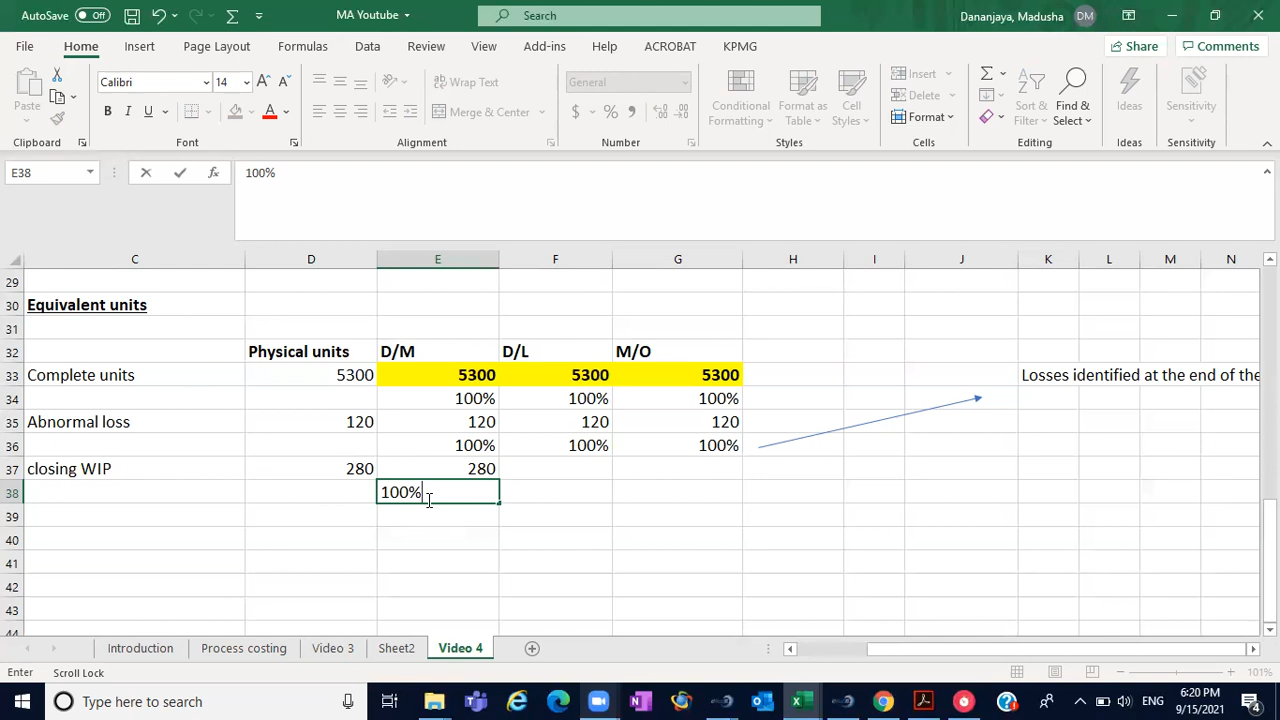 AutoSave Off MA Youtube Search Dananjaya, Madusha DM
File Home Insert Page Layout Formulas Data Review View Add-ins Help ACROBAT KPMG Share Comments
Paste Calibri 14 A A Wrap Text General Insert
B I U A Merge & Center $ % Conditional Formatting Format as Table Cell Styles Delete Format Sort & Filter Find & Select Ideas Sensitivity
Clipboard Font Alignment Number Styles Cells Editing Ideas Sensitivity
E38 fx 100%
C D E F G H I J K L M N
29
30 Equivalent units
31
32 Physical units D/M D/L M/O
33 Complete units 5300 5300 5300 5300 Losses identified at the end of the
34 100% 100% 100%
35 Abnormal loss 120 120 120 120
36 100% 100% 100%
37 closing WIP 280 280
38 100%
39
40
41
42
43
44
Introduction Process costing Video 3 Sheet2 Video 4
Enter Scroll Lock 101%
Type here to search ENG 6:20 PM
9/15/2021 4